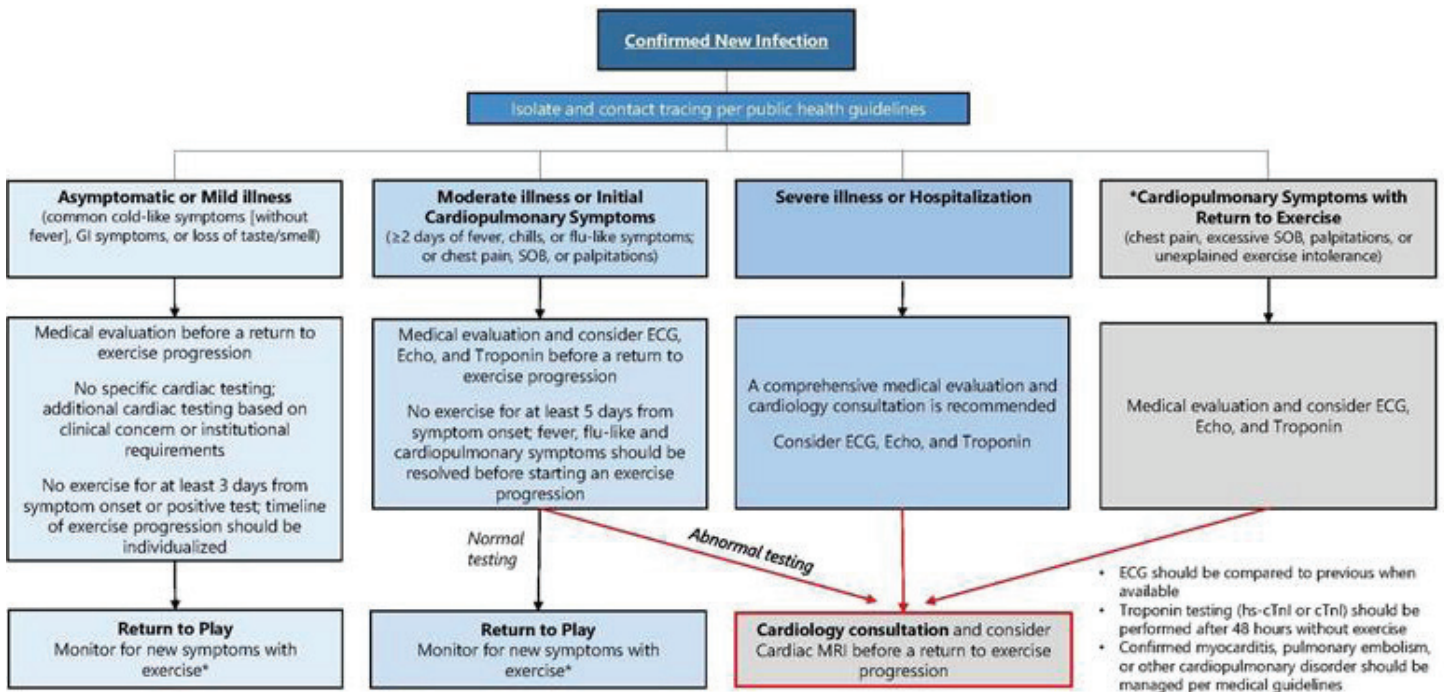 Confirmed New Infection
Isolate and contact tracing per public health guidelines
Asymptomatic or Mild illness
(common cold-like symptoms [without
fever], GI symptoms, or loss of taste/smell)
Moderate illness or Initial
Cardiopulmonary Symptoms
(≥2 days of fever, chills, or flu-like symptoms;
or chest pain, SOB, or palpitations)
Severe illness or Hospitalization
*Cardiopulmonary Symptoms with
Return to Exercise
(chest pain, excessive SOB, palpitations, or
unexplained exercise intolerance)
Medical evaluation before a return to
exercise progression
No specific cardiac testing;
additional cardiac testing based on
clinical concern or institutional
requirements
No exercise for at least 3 days from
symptom onset or positive test; timeline
of exercise progression should be
individualized
Medical evaluation and consider ECG,
Echo, and Troponin before a return to
exercise progression
No exercise for at least 5 days from
symptom onset; fever, flu-like and
cardiopulmonary symptoms should be
resolved before starting an exercise
progression
A comprehensive medical evaluation and
cardiology consultation is recommended
Consider ECG, Echo, and Troponin
Medical evaluation and consider ECG,
Echo, and Troponin
Normal
testing
Abnormal testing
Return to Play
Monitor for new symptoms with
exercise*
Return to Play
Monitor for new symptoms with
exercise*
Cardiology consultation and consider
Cardiac MRI before a return to exercise
progression
• ECG should be compared to previous when
available
• Troponin testing (hs-cTnI or cTnI) should be
performed after 48 hours without exercise
• Confirmed myocarditis, pulmonary embolism,
or other cardiopulmonary disorder should be
managed per medical guidelines